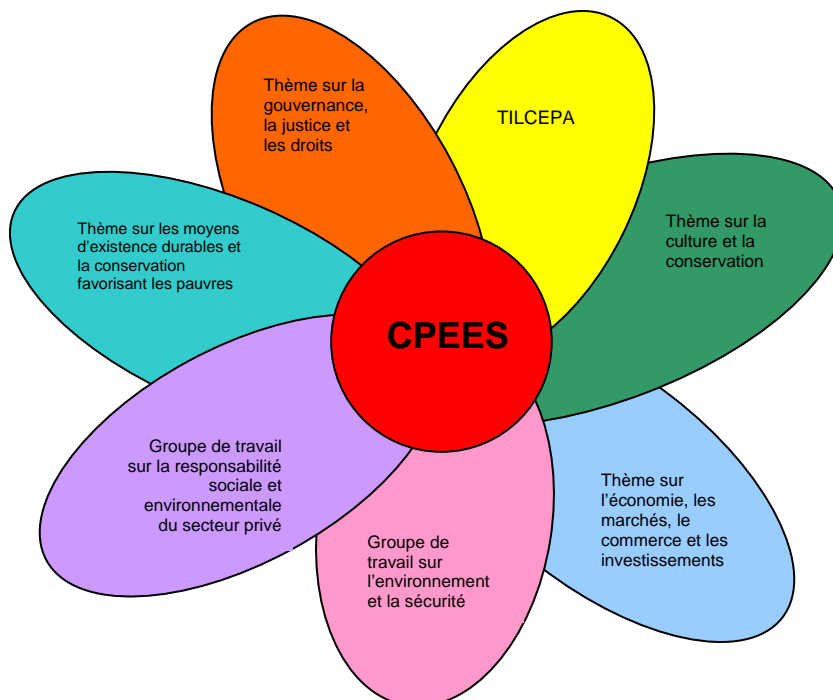 Thème sur la
gouvernance,
la justice et
les droits
TILCEPA
Thème sur la
culture et la
conservation
Thème sur les moyens
d'existence durables et
la conservation
favorisant les pauvres
CPEES
Groupe de travail
sur la responsabilité
sociale et
environnementale
du secteur privé
Groupe de
travail sur
l’environnement
et la sécurité
Thème sur
l’économie, les
marchés, le
commerce et les
investissements